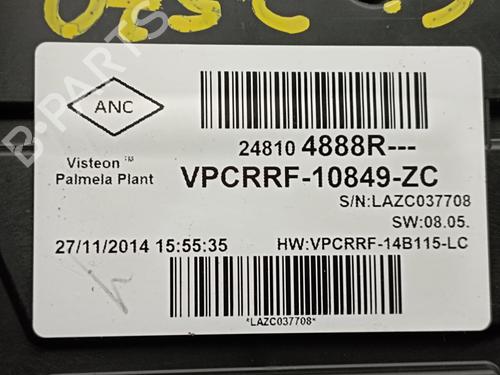 ANC
24810 4888R---
Visteon TM
Palmela Plant
VPCRRF-10849-ZC
S/N:LAZC037708
SW:08.05.
27/11/2014 15:55:35
HW:VPCRRF-14B115-LC
*LAZC037708*
B-PARTS